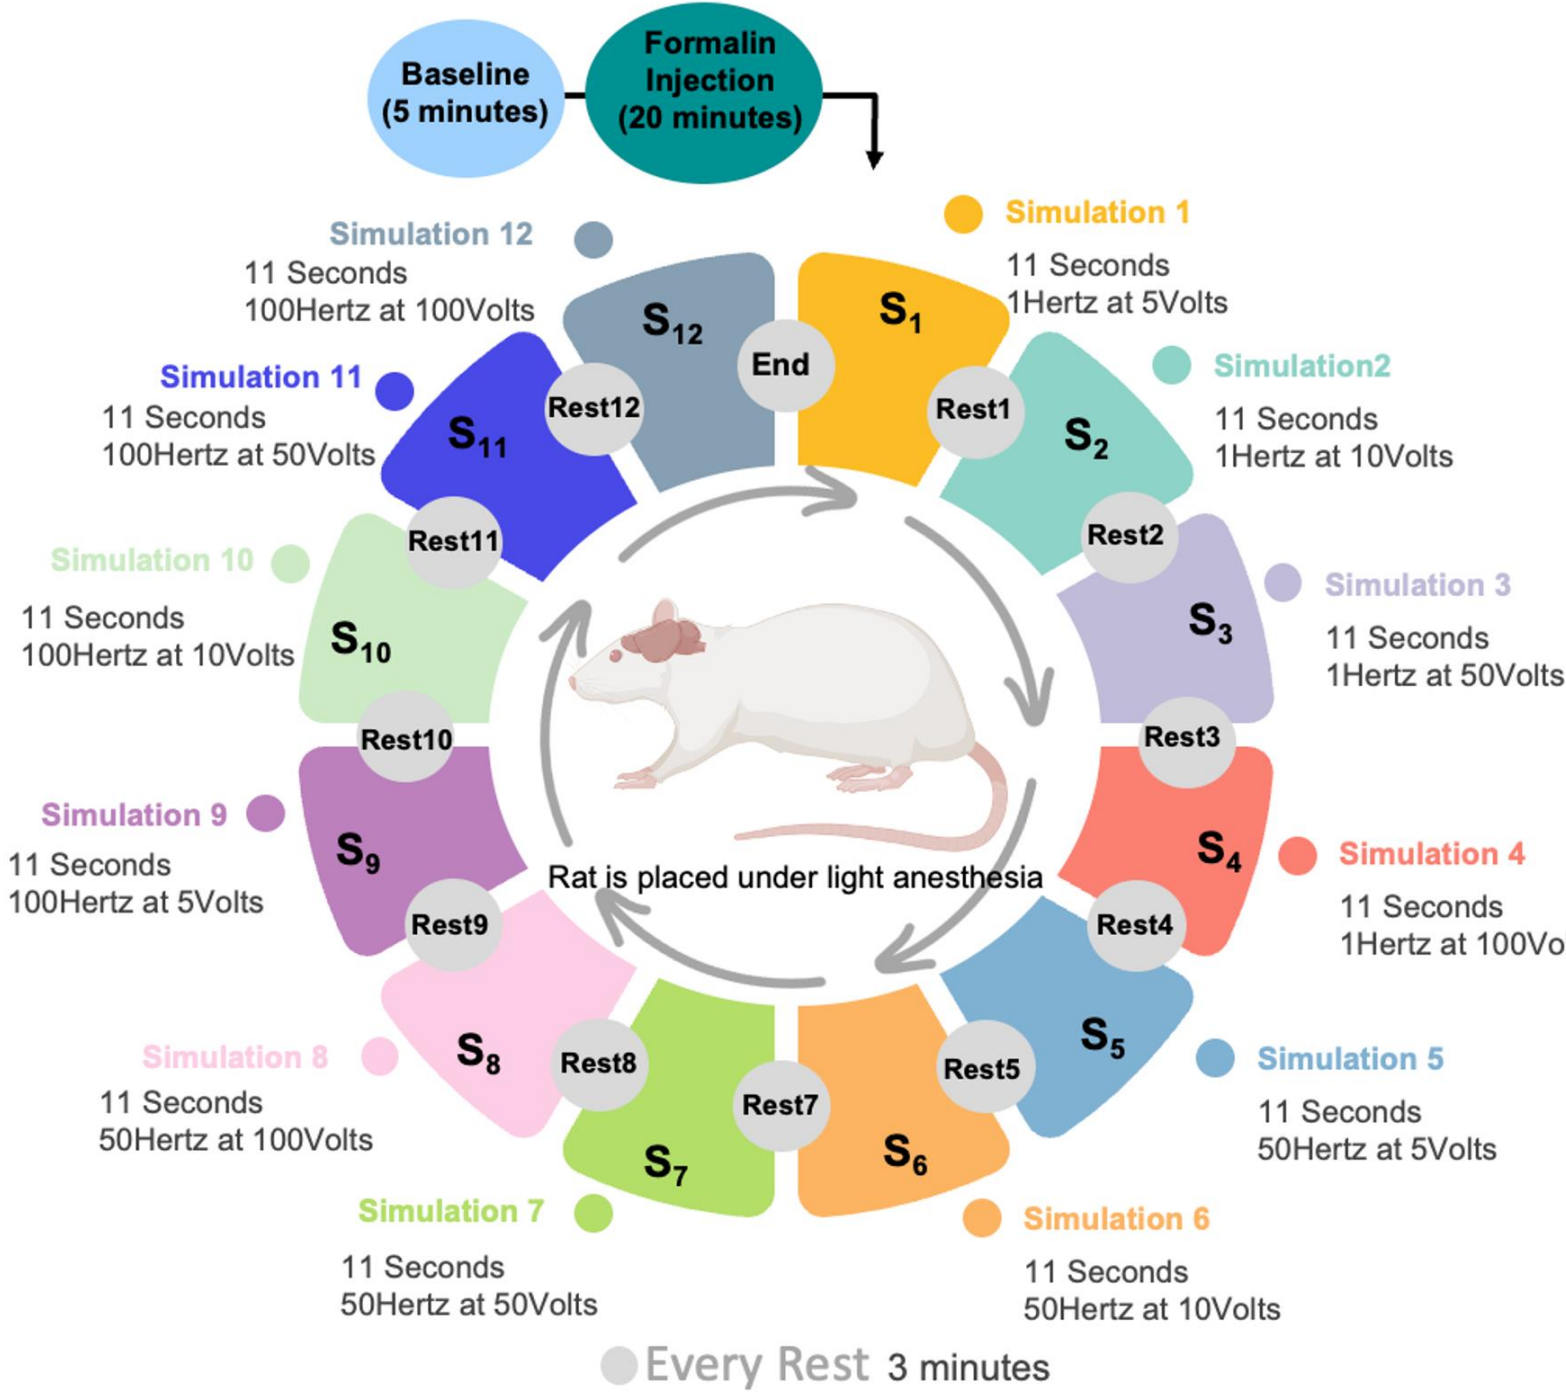 Baseline
(5 minutes)
Formalin
Injection
(20 minutes)
Simulation 1
11 Seconds
1Hertz at 5Volts
Simulation2
11 Seconds
1Hertz at 10Volts
Simulation 3
11 Seconds
1Hertz at 50Volts
Simulation 4
11 Seconds
1Hertz at 100Vo
Simulation 5
11 Seconds
50Hertz at 5Volts
Simulation 6
11 Seconds
50Hertz at 10Volts
Simulation 7
11 Seconds
50Hertz at 50Volts
Simulation 8
11 Seconds
50Hertz at 100Volts
Simulation 9
11 Seconds
100Hertz at 5Volts
Simulation 10
11 Seconds
100Hertz at 10Volts
Simulation 11
11 Seconds
100Hertz at 50Volts
Simulation 12
11 Seconds
100Hertz at 100Volts
S1
Rest1
S2
Rest2
S3
Rest3
S4
Rest4
S5
Rest5
S6
Rest7
S7
Rest8
S8
Rest9
S9
Rest10
S10
Rest11
S11
Rest12
S12
End
Rat is placed under light anesthesia
Every Rest 3 minutes